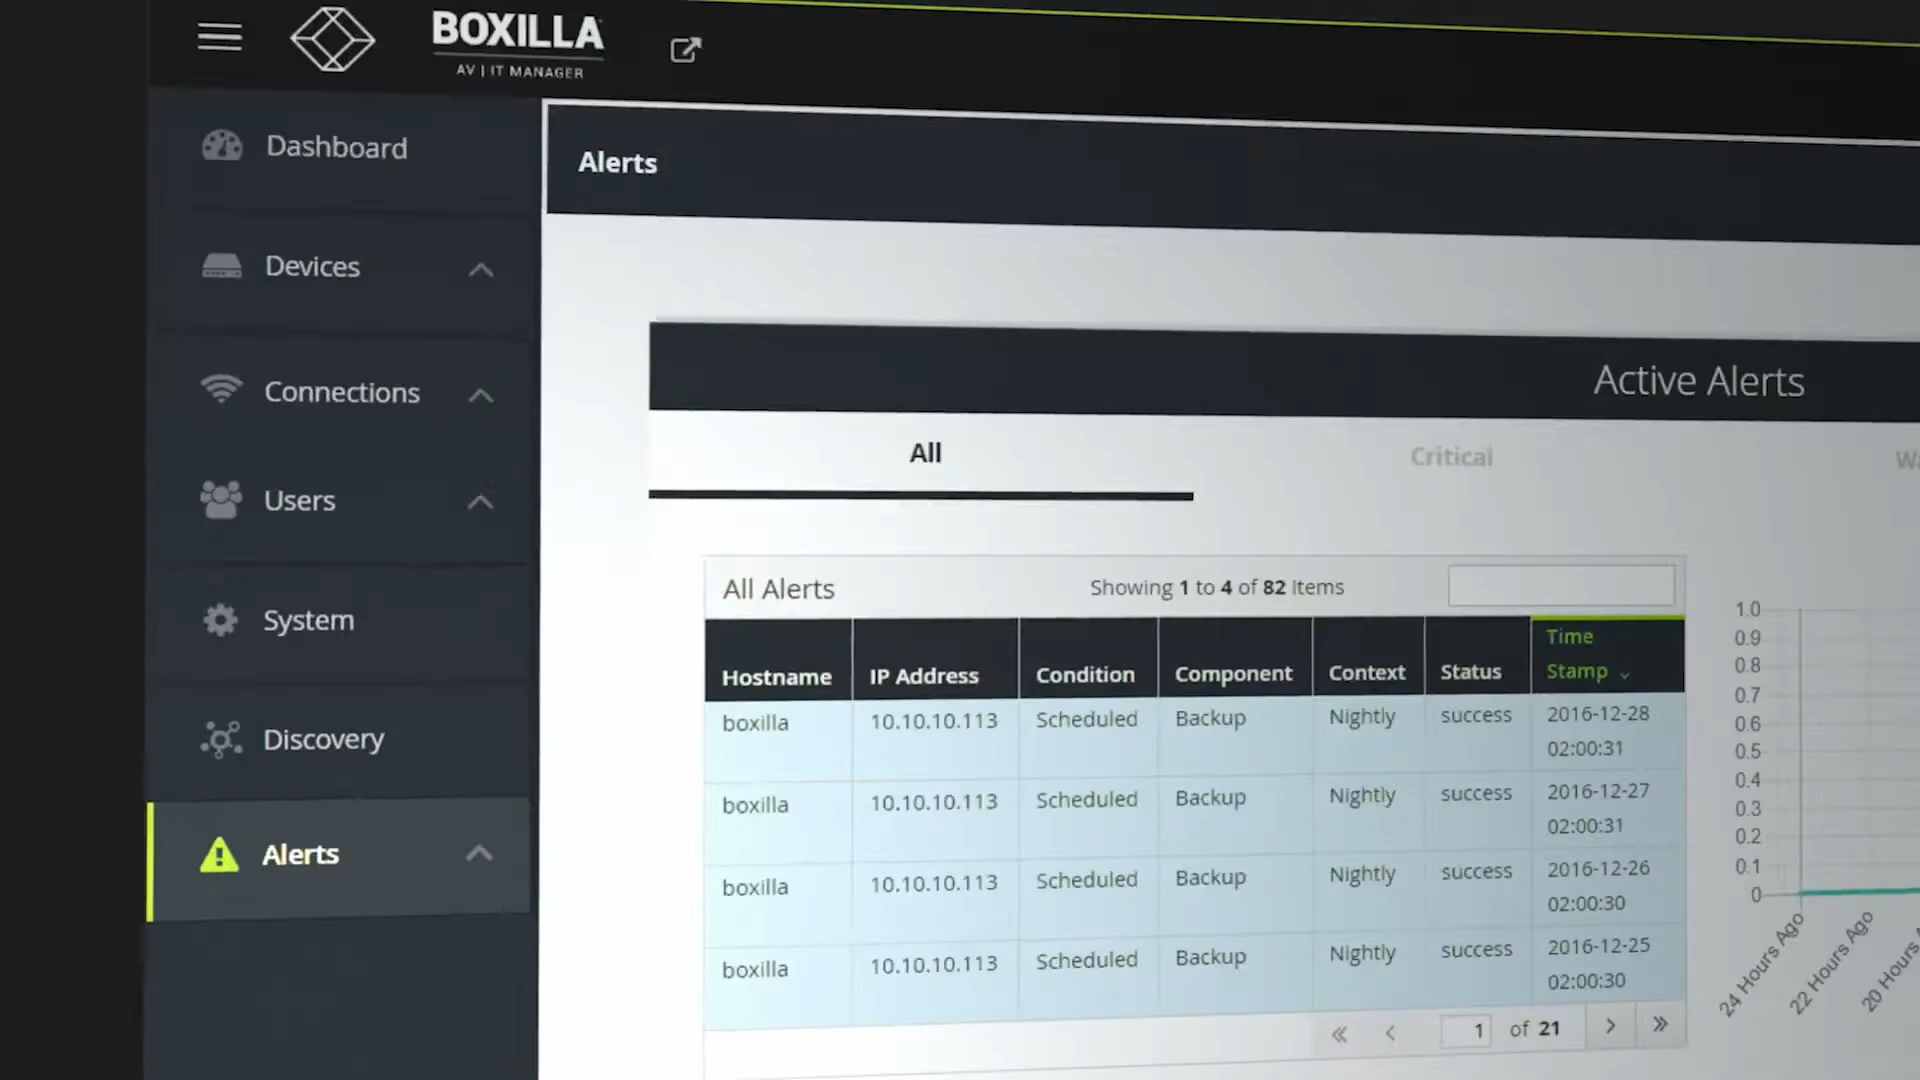 BOXILLA
AV | IT MANAGER
Dashboard
Devices
Connections
Users
System
Discovery
Alerts
Alerts
Active Alerts
All
Critical
All Alerts
Showing 1 to 4 of 82 Items
Hostname IP Address Condition Component Context Status Time Stamp
boxilla 10.10.10.113 Scheduled Backup Nightly success 2016-12-28 02:00:31
boxilla 10.10.10.113 Scheduled Backup Nightly success 2016-12-27 02:00:31
boxilla 10.10.10.113 Scheduled Backup Nightly success 2016-12-26 02:00:30
boxilla 10.10.10.113 Scheduled Backup Nightly success 2016-12-25 02:00:30
« ‹ 1 of 21 › »
1.0
0.9
0.8
0.7
0.6
0.5
0.4
0.3
0.2
0.1
0
24 Hours Ago
22 Hours Ago
20 Hours